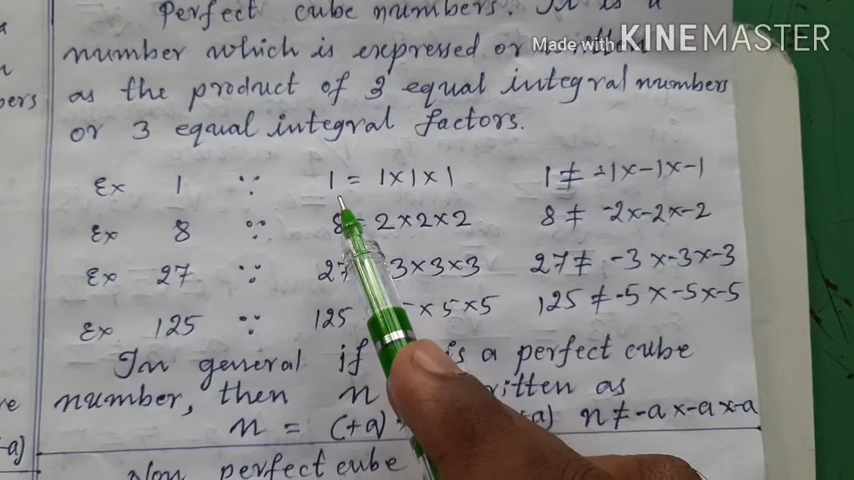 Perfect cube numbers. It is a
Made with KINEMASTER
number which is expressed or written
as the product of 3 equal integral numbers
or 3 equal integral factors.
Ex 1 ∵ 1 = 1×1×1 1 ≠ -1×-1×-1
Ex 8 ∵ 8 = 2×2×2 8 ≠ -2×-2×-2
Ex 27 ∵ 27 3×3×3 27 ≠ -3×-3×-3
Ex 125 ∵ 125 ×5×5 125 ≠ -5×-5×-5
In general if is a perfect cube
number, then n written as
n = (+a) n ≠ -a×-a×-a
Non perfect cube
bers
-a)